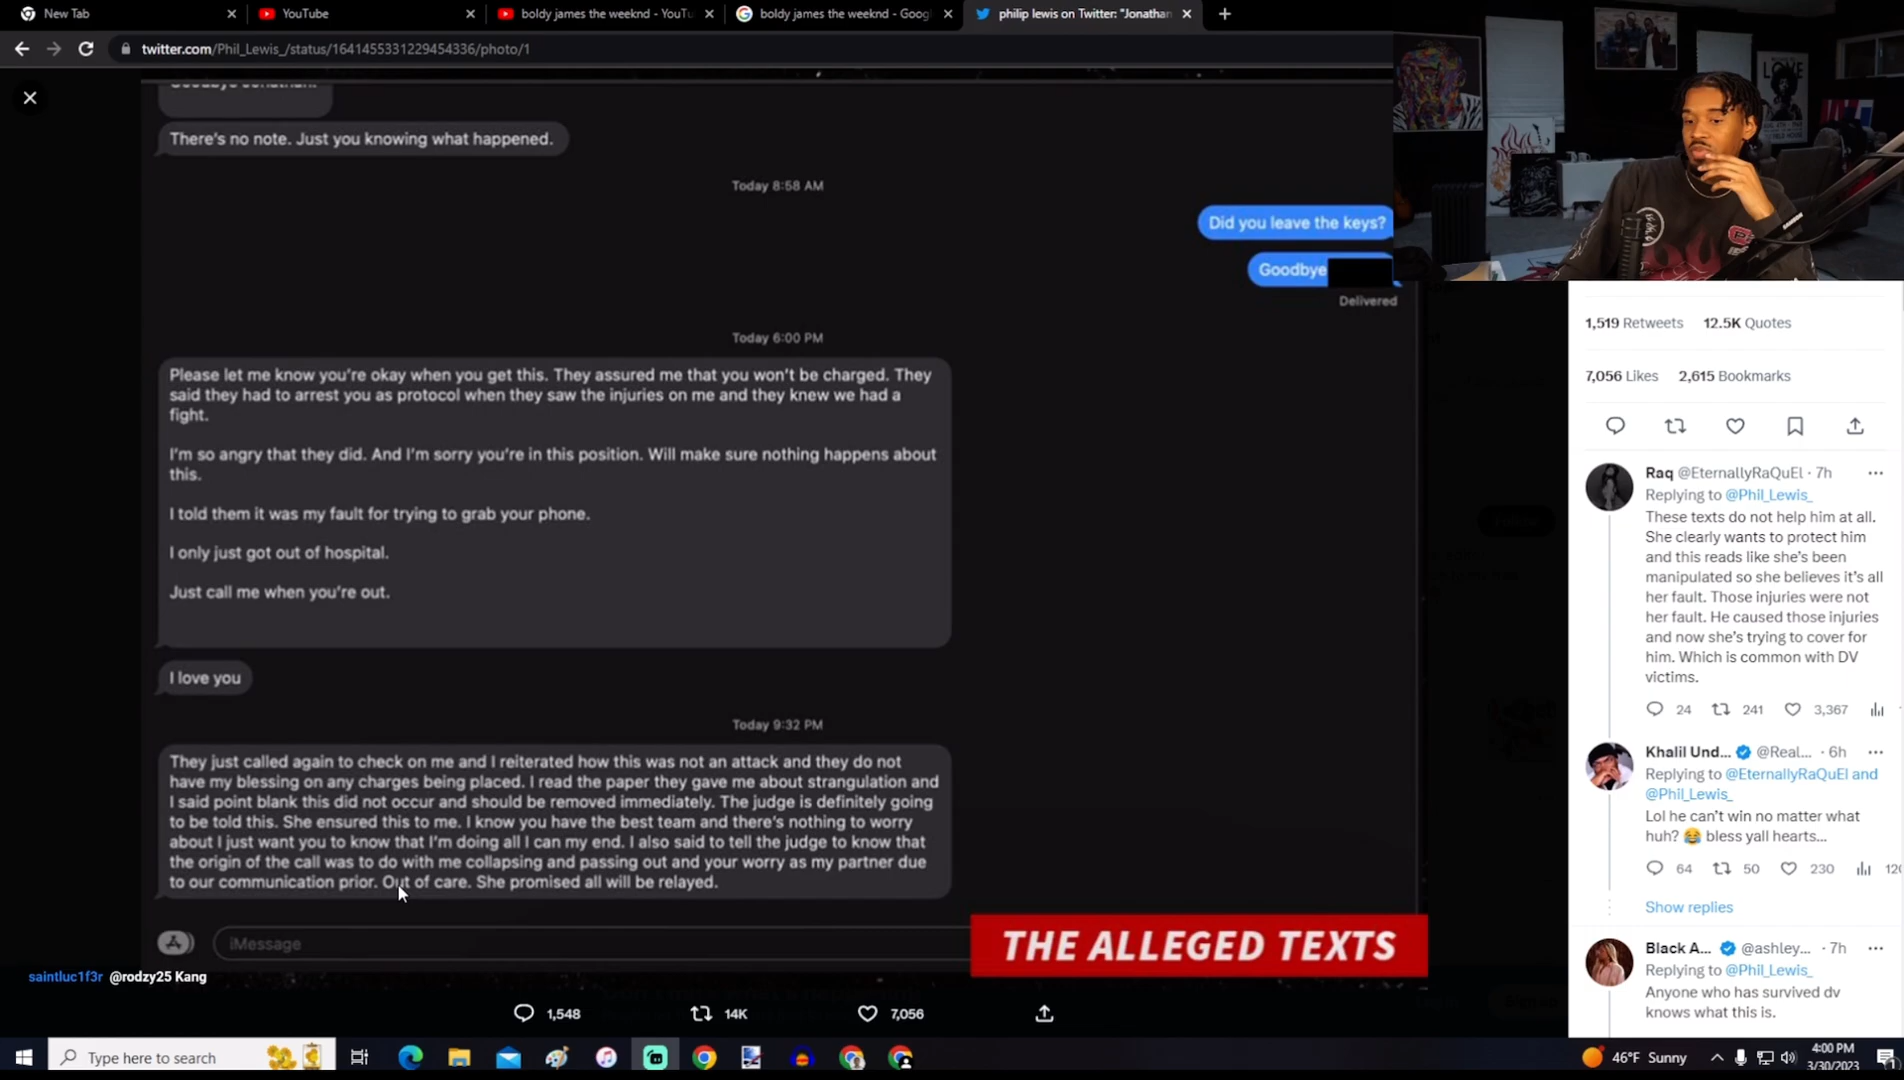 New Tab
YouTube
boldy james the weeknd - YouTu
boldy james the weeknd - Goog
philip lewis on Twitter: "Jonathan
twitter.com/Phil_Lewis_/status/1641455331229454336/photo/1
Goodbye Jonathan.
There's no note. Just you knowing what happened.
Today 8:58 AM
Did you leave the keys?
Goodbye
Delivered
Today 6:00 PM
Please let me know you're okay when you get this. They assured me that you won't be charged. They
said they had to arrest you as protocol when they saw the injuries on me and they knew we had a
fight.
I'm so angry that they did. And I'm sorry you're in this position. Will make sure nothing happens about
this.
I told them it was my fault for trying to grab your phone.
I only just got out of hospital.
Just call me when you're out.
I love you
Today 9:32 PM
They just called again to check on me and I reiterated how this was not an attack and they do not
have my blessing on any charges being placed. I read the paper they gave me about strangulation and
I said point blank this did not occur and should be removed immediately. The judge is definitely going
to be told this. She ensured this to me. I know you have the best team and there's nothing to worry
about I just want you to know that I'm doing all I can my end. I also said to tell the judge to know that
the origin of the call was to do with me collapsing and passing out and your worry as my partner due
to our communication prior. Out of care. She promised all will be relayed.
iMessage
THE ALLEGED TEXTS
saintluc1f3r @rodzy25 Kang
1,548
14K
7,056
LOVE
1,519 Retweets 12.5K Quotes
7,056 Likes 2,615 Bookmarks
Raq @EternallyRaQuEl · 7h
Replying to @Phil_Lewis_
These texts do not help him at all.
She clearly wants to protect him
and this reads like she's been
manipulated so she believes it's all
her fault. Those injuries were not
her fault. He caused those injuries
and now she's trying to cover for
him. Which is common with DV
victims.
24 241 3,367
Khalil Und... @Real... · 6h
Replying to @EternallyRaQuEl and
@Phil_Lewis_
Lol he can't win no matter what
huh? 😂 bless yall hearts...
64 50 230 120
Show replies
Black A... @ashley... · 7h
Replying to @Phil_Lewis_
Anyone who has survived dv
knows what this is.
Type here to search
46°F Sunny
4:00 PM
3/30/2023